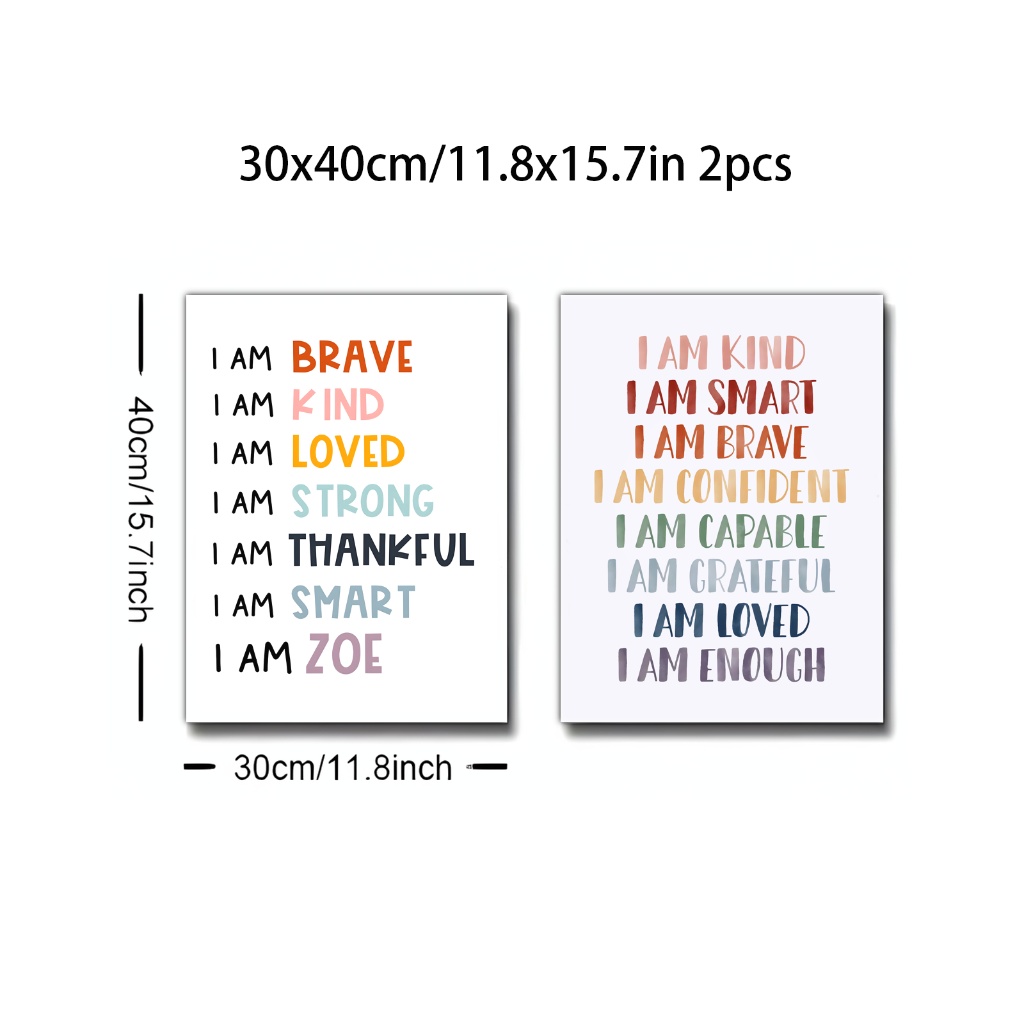 30x40cm/11.8x15.7in 2pcs
40cm/15.7inch
I AM BRAVE
I AM KIND
I AM LOVED
I AM STRONG
I AM THANKFUL
I AM SMART
I AM ZOE
30cm/11.8inch
I AM KIND
I AM SMART
I AM BRAVE
I AM CONFIDENT
I AM CAPABLE
I AM GRATEFUL
I AM LOVED
I AM ENOUGH